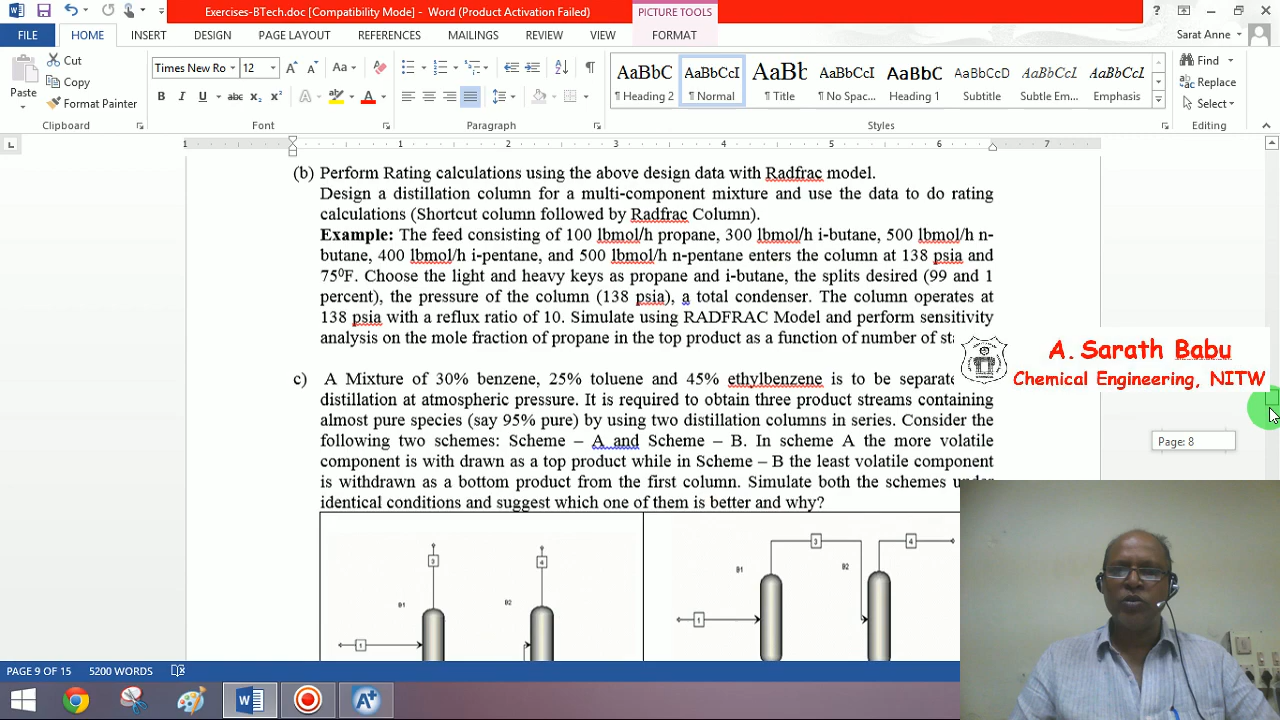 Exercises-BTech.doc [Compatibility Mode] - Word (Product Activation Failed)
PICTURE TOOLS
FILE HOME INSERT DESIGN PAGE LAYOUT REFERENCES MAILINGS REVIEW VIEW FORMAT Sarat Anne
Cut
Copy
Format Painter
Paste
Clipboard
Times New Ro 12
Font
Paragraph
AaBbC AaBbCcI AaBb AaBbCcI AaBbCc AaBbCcD AaBbCcI AaBbCcI
¶ Heading 2 ¶ Normal ¶ Title ¶ No Spac... ¶ Heading 1 Subtitle Subtle Em... Emphasis
Styles
Find
Replace
Select
Editing
1 1 2 3 4 5 6 7
(b) Perform Rating calculations using the above design data with Radfrac model.
Design a distillation column for a multi-component mixture and use the data to do rating
calculations (Shortcut column followed by Radfrac Column).
Example: The feed consisting of 100 lbmol/h propane, 300 lbmol/h i-butane, 500 lbmol/h n-
butane, 400 lbmol/h i-pentane, and 500 lbmol/h n-pentane enters the column at 138 psia and
75⁰F. Choose the light and heavy keys as propane and i-butane, the splits desired (99 and 1
percent), the pressure of the column (138 psia), a total condenser. The column operates at
138 psia with a reflux ratio of 10. Simulate using RADFRAC Model and perform sensitivity
analysis on the mole fraction of propane in the top product as a function of number of
A. Sarath Babu
Chemical Engineering, NITW
c) A Mixture of 30% benzene, 25% toluene and 45% ethylbenzene is to be separate
distillation at atmospheric pressure. It is required to obtain three product streams containing
almost pure species (say 95% pure) by using two distillation columns in series. Consider the
following two schemes: Scheme – A and Scheme – B. In scheme A the more volatile
component is with drawn as a top product while in Scheme – B the least volatile component
is withdrawn as a bottom product from the first column. Simulate both the schemes under
identical conditions and suggest which one of them is better and why?
Page: 8
3 4 B1 B2 1
3 4 B1 B2 1
PAGE 9 OF 15 5200 WORDS